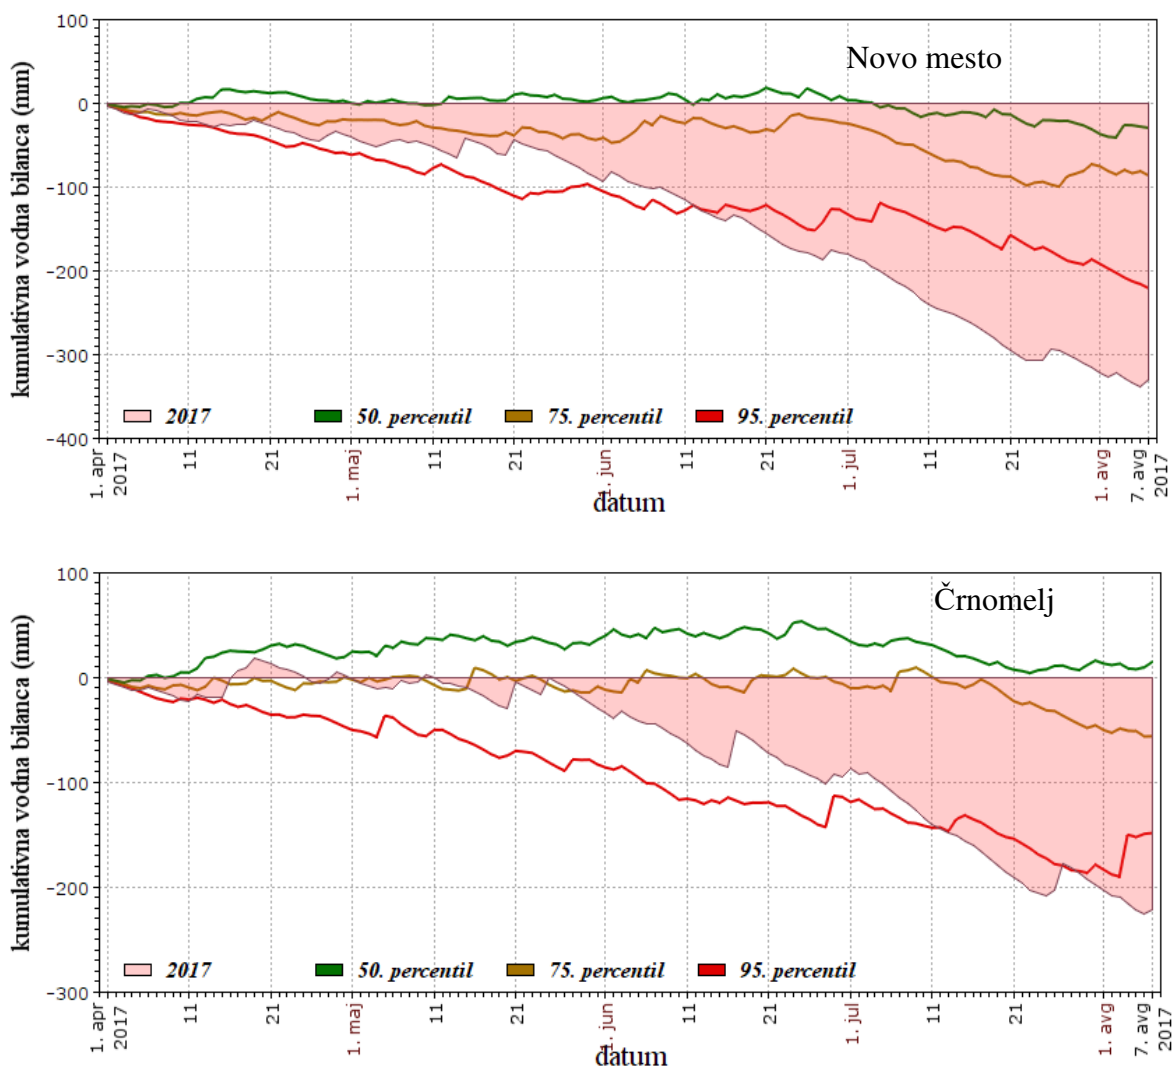 Novo mesto
kumulativna vodna bilanca (mm)
100
0
-100
-200
-300
-400
2017
50. percentil
75. percentil
95. percentil
1. apr
2017
11
21
1. maj
11
21
1. jun
11
21
1. jul
11
21
1. avg
7. avg
2017
datum
Črnomelj
kumulativna vodna bilanca (mm)
100
0
-100
-200
-300
2017
50. percentil
75. percentil
95. percentil
1. apr
2017
11
21
1. maj
11
21
1. jun
11
21
1. jul
11
21
1. avg
7. avg
2017
datum